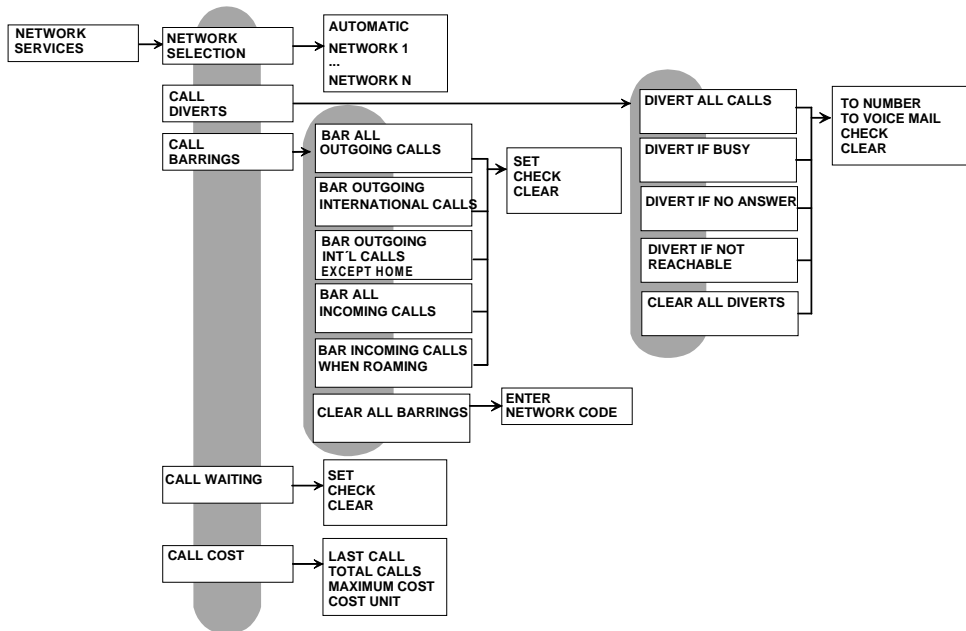 NETWORK
SERVICES
NETWORK
SELECTION
AUTOMATIC
NETWORK 1
...
NETWORK N
CALL
DIVERTS
DIVERT ALL CALLS
DIVERT IF BUSY
DIVERT IF NO ANSWER
DIVERT IF NOT
REACHABLE
CLEAR ALL DIVERTS
TO NUMBER
TO VOICE MAIL
CHECK
CLEAR
CALL
BARRINGS
BAR ALL
OUTGOING CALLS
BAR OUTGOING
INTERNATIONAL CALLS
BAR OUTGOING
INT´L CALLS
EXCEPT HOME
BAR ALL
INCOMING CALLS
BAR INCOMING CALLS
WHEN ROAMING
SET
CHECK
CLEAR
CLEAR ALL BARRINGS
ENTER
NETWORK CODE
CALL WAITING
SET
CHECK
CLEAR
CALL COST
LAST CALL
TOTAL CALLS
MAXIMUM COST
COST UNIT